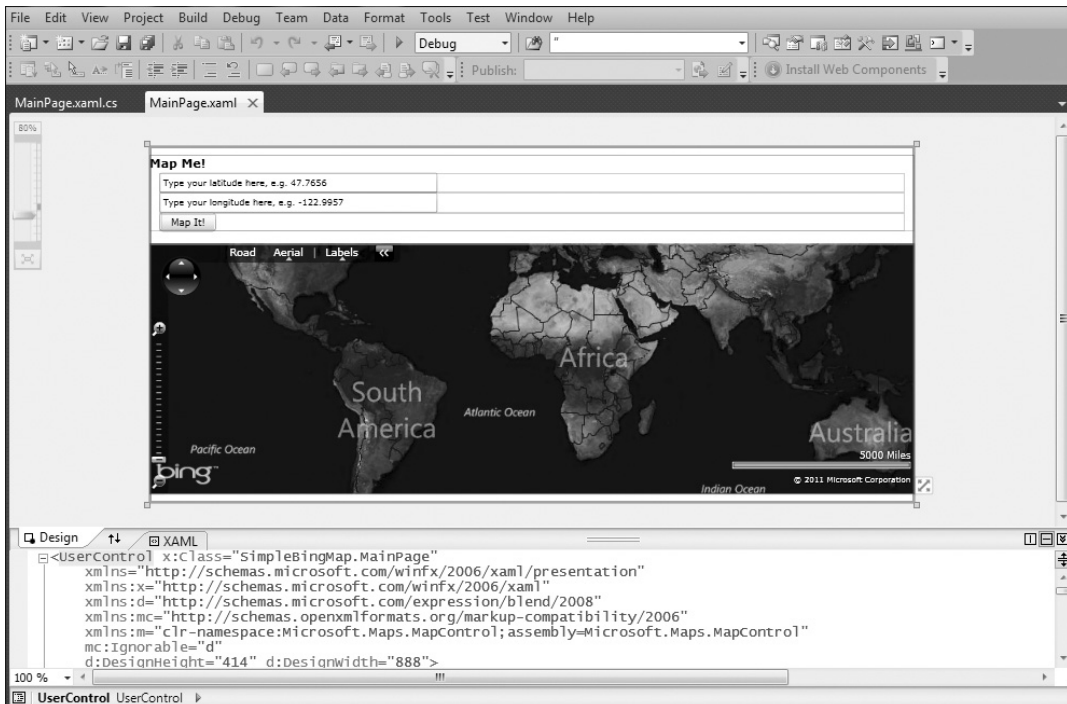 File Edit View Project Build Debug Team Data Format Tools Test Window Help
Debug "
Publish: Install Web Components
MainPage.xaml.cs MainPage.xaml
80%
Map Me!
Type your latitude here, e.g. 47.7656
Type your longitude here, e.g. -122.9957
Map It!
Road Aerial | Labels <<
Africa
South
America
Atlantic Ocean
Australia
Pacific Ocean
5000 Miles
bing™
© 2011 Microsoft Corporation
Indian Ocean
Design XAML
<UserControl x:Class="SimpleBingMap.MainPage"
xmlns="http://schemas.microsoft.com/winfx/2006/xaml/presentation"
xmlns:x="http://schemas.microsoft.com/winfx/2006/xaml"
xmlns:d="http://schemas.microsoft.com/expression/blend/2008"
xmlns:mc="http://schemas.openxmlformats.org/markup-compatibility/2006"
xmlns:m="clr-namespace:Microsoft.Maps.MapControl;assembly=Microsoft.Maps.MapControl"
mc:Ignorable="d"
d:DesignHeight="414" d:DesignWidth="888">
100 %
UserControl UserControl